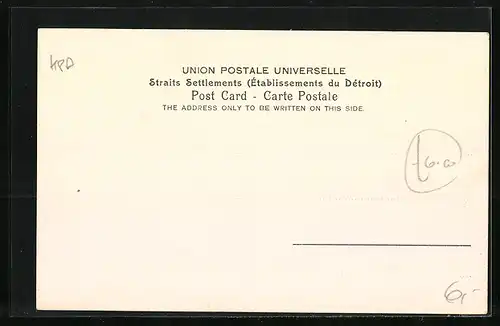 UNION POSTALE UNIVERSELLE
Straits Settlements (Établissements du Détroit)
Post Card - Carte Postale
THE ADDRESS ONLY TO BE WRITTEN ON THIS SIDE.
6,-